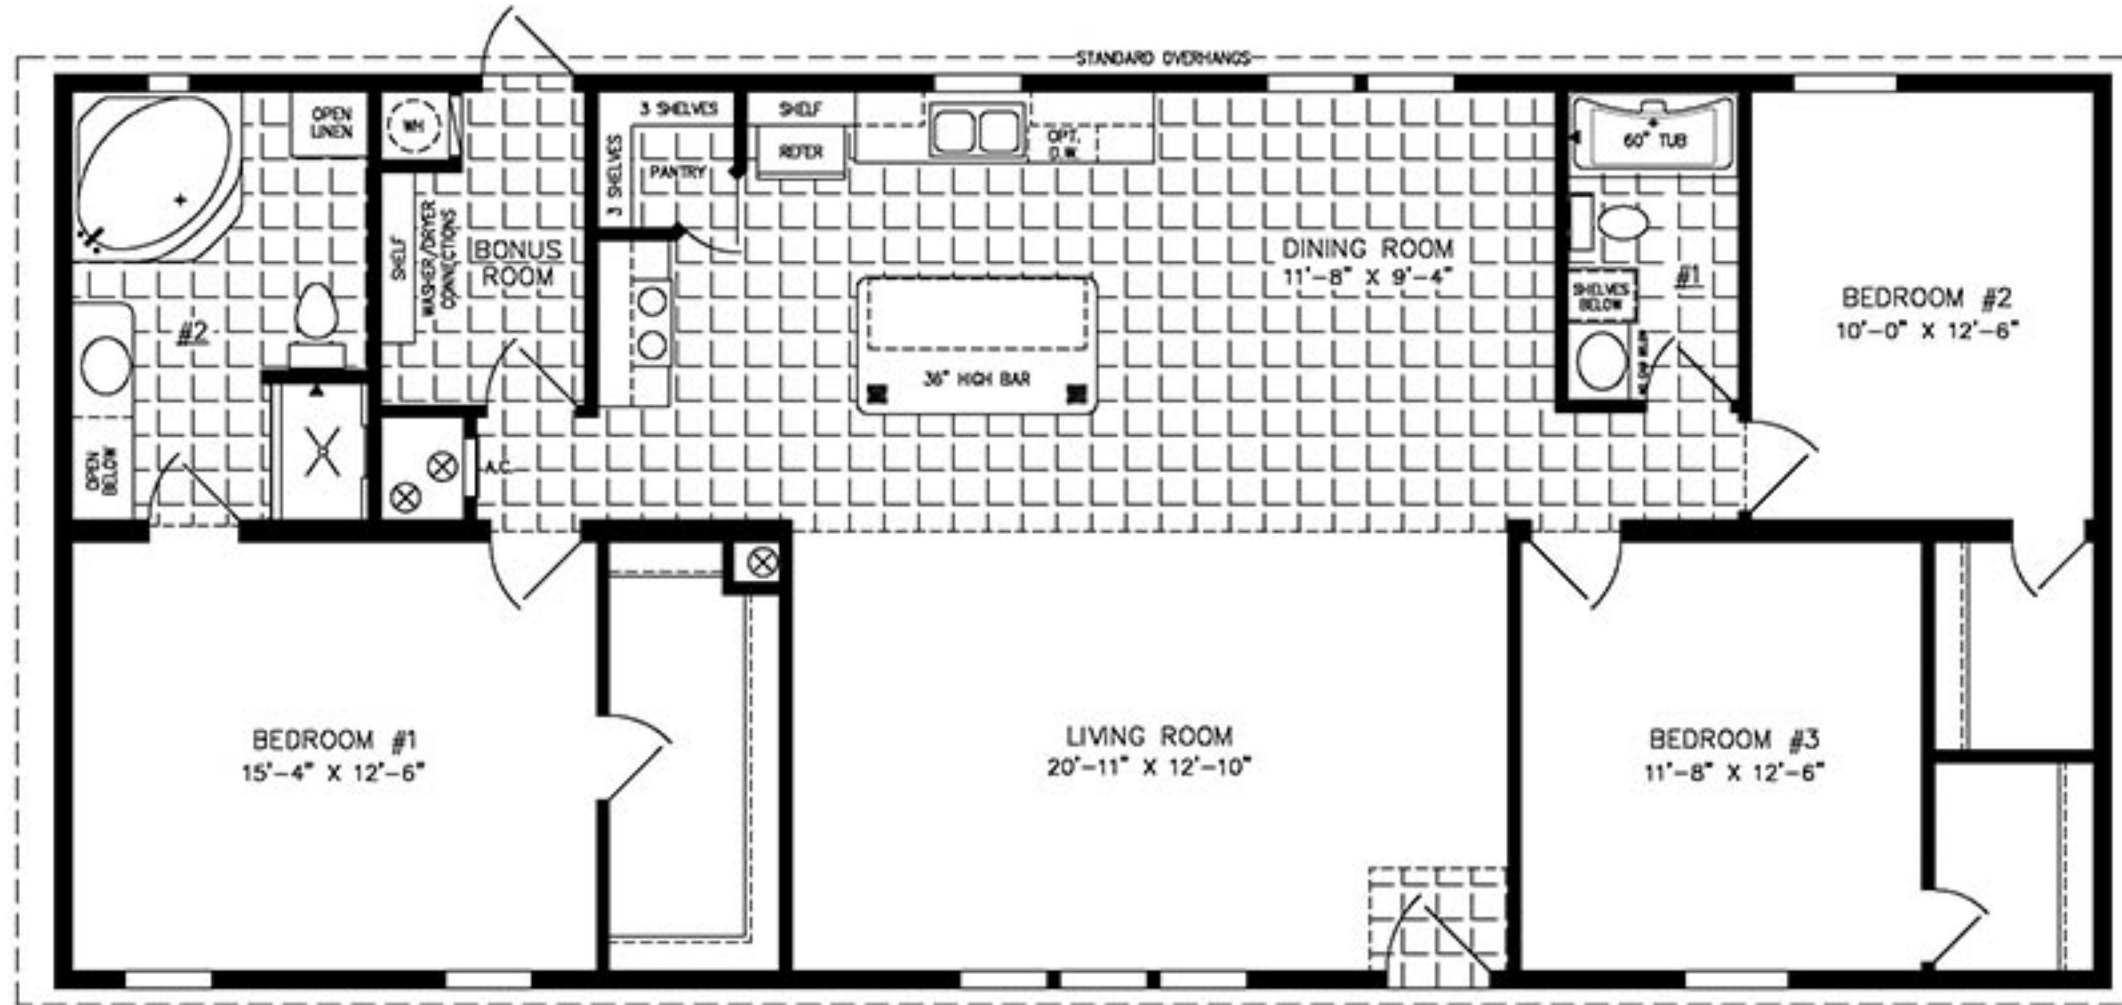 STANDARD OVERHANGS
OPEN
LINEN
WH
3 SHELVES
3 SHELVES
PANTRY
SHELF
REFER
OPT.
D.W.
60" TUB
SHELF
WASHER/DRYER
CONNECTIONS
BONUS
ROOM
DINING ROOM
11'-8" X 9'-4"
#1
SHELVES
BELOW
BEDROOM #2
10'-0" X 12'-6"
#2
36" HIGH BAR
OPEN
BELOW
A.C.
BEDROOM #1
15'-4" X 12'-6"
LIVING ROOM
20'-11" X 12'-10"
BEDROOM #3
11'-8" X 12'-6"